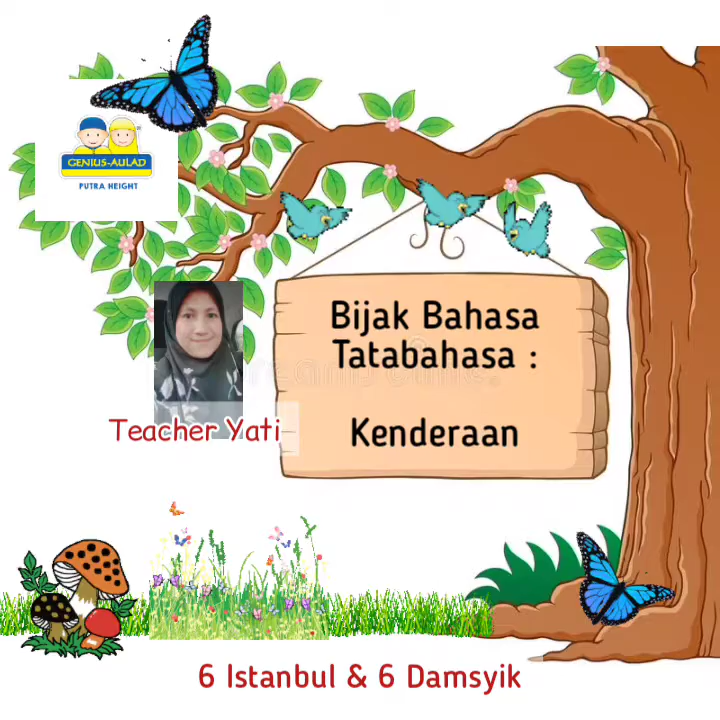 GENIUS-AULAD
PUTRA HEIGHT
Bijak Bahasa
Tatabahasa :
Kenderaan
Teacher Yati
6 Istanbul & 6 Damsyik